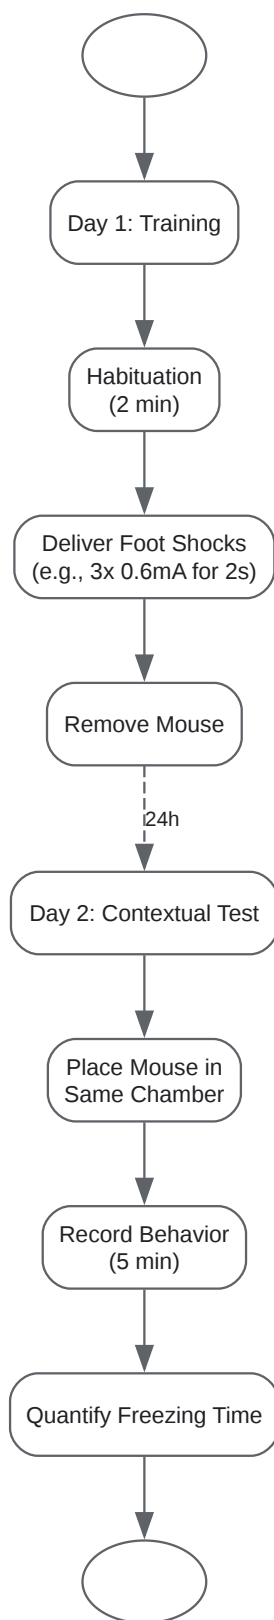 Day 1: Training
Habituation
(2 min)
Deliver Foot Shocks
(e.g., 3x 0.6mA for 2s)
Remove Mouse
24h
Day 2: Contextual Test
Place Mouse in
Same Chamber
Record Behavior
(5 min)
Quantify Freezing Time